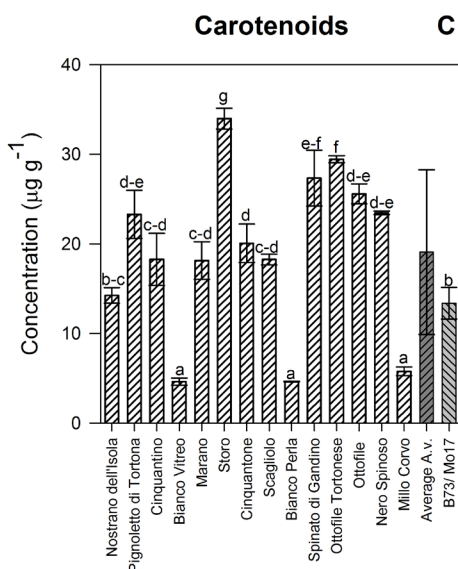 Carotenoids C
Concentration (µg g-1)
40
30
20
10
0
b-c
d-e
c-d
a
c-d
g
d
c-d
a
e-f
f
d-e
d-e
a
b
Nostrano dell'Isola
Pignoletto di Tortona
Cinquantino
Bianco Vitreo
Marano
Storo
Cinquantone
Scagliolo
Bianco Perla
Spinato di Gandino
Ottofile Tortonese
Ottofile
Nero Spinoso
Millo Corvo
Average A.v.
B73/ Mo17